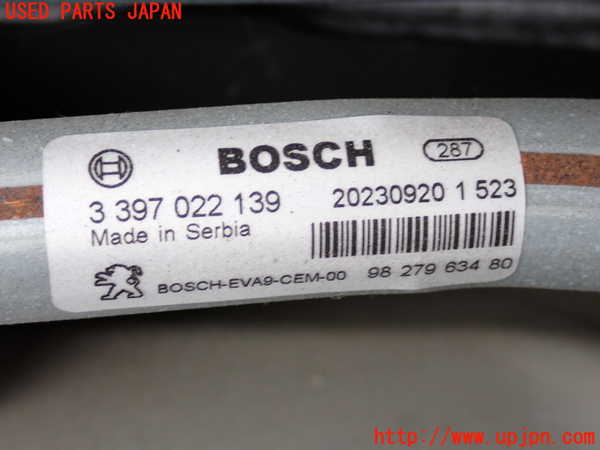 USED PARTS JAPAN
BOSCH 287
3 397 022 139 20230920 1 523
Made in Serbia
BOSCH-EVA9-CEM-00 98 279 634 80
http://www.upjpn.com/